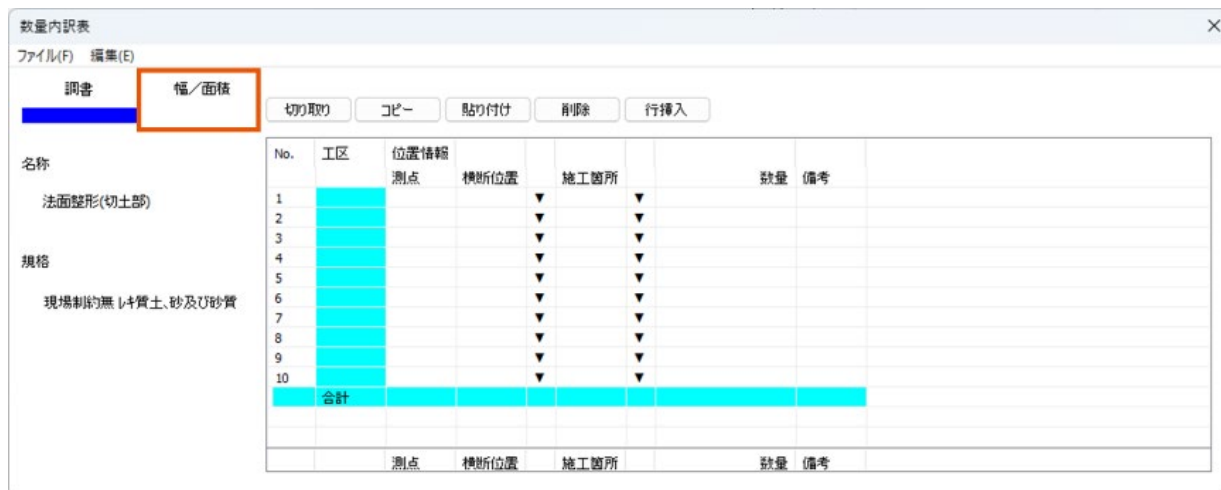 数量内訳表
ファイル(F) 編集(E)
調書 幅／面積
切り取り コピー 貼り付け 削除 行挿入
名称
法面整形(切土部)
規格
現場制約無 レキ質土、砂及び砂質
No. 工区 位置情報
測点 横断位置 施工箇所 数量 備考
1 ▼ ▼
2 ▼ ▼
3 ▼ ▼
4 ▼ ▼
5 ▼ ▼
6 ▼ ▼
7 ▼ ▼
8 ▼ ▼
9 ▼ ▼
10 ▼ ▼
合計
測点 横断位置 施工箇所 数量 備考